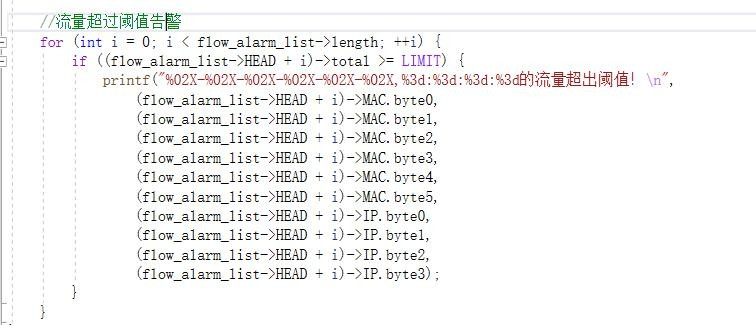 //流量超过阈值告警
for (int i = 0; i < flow_alarm_list->length; ++i) {
if ((flow_alarm_list->HEAD + i)->total >= LIMIT) {
printf("%02X-%02X-%02X-%02X-%02X-%02X,%3d:%3d:%3d:%3d的流量超出阈值! \n",
(flow_alarm_list->HEAD + i)->MAC.byte0,
(flow_alarm_list->HEAD + i)->MAC.byte1,
(flow_alarm_list->HEAD + i)->MAC.byte2,
(flow_alarm_list->HEAD + i)->MAC.byte3,
(flow_alarm_list->HEAD + i)->MAC.byte4,
(flow_alarm_list->HEAD + i)->MAC.byte5,
(flow_alarm_list->HEAD + i)->IP.byte0,
(flow_alarm_list->HEAD + i)->IP.byte1,
(flow_alarm_list->HEAD + i)->IP.byte2,
(flow_alarm_list->HEAD + i)->IP.byte3);
}
}